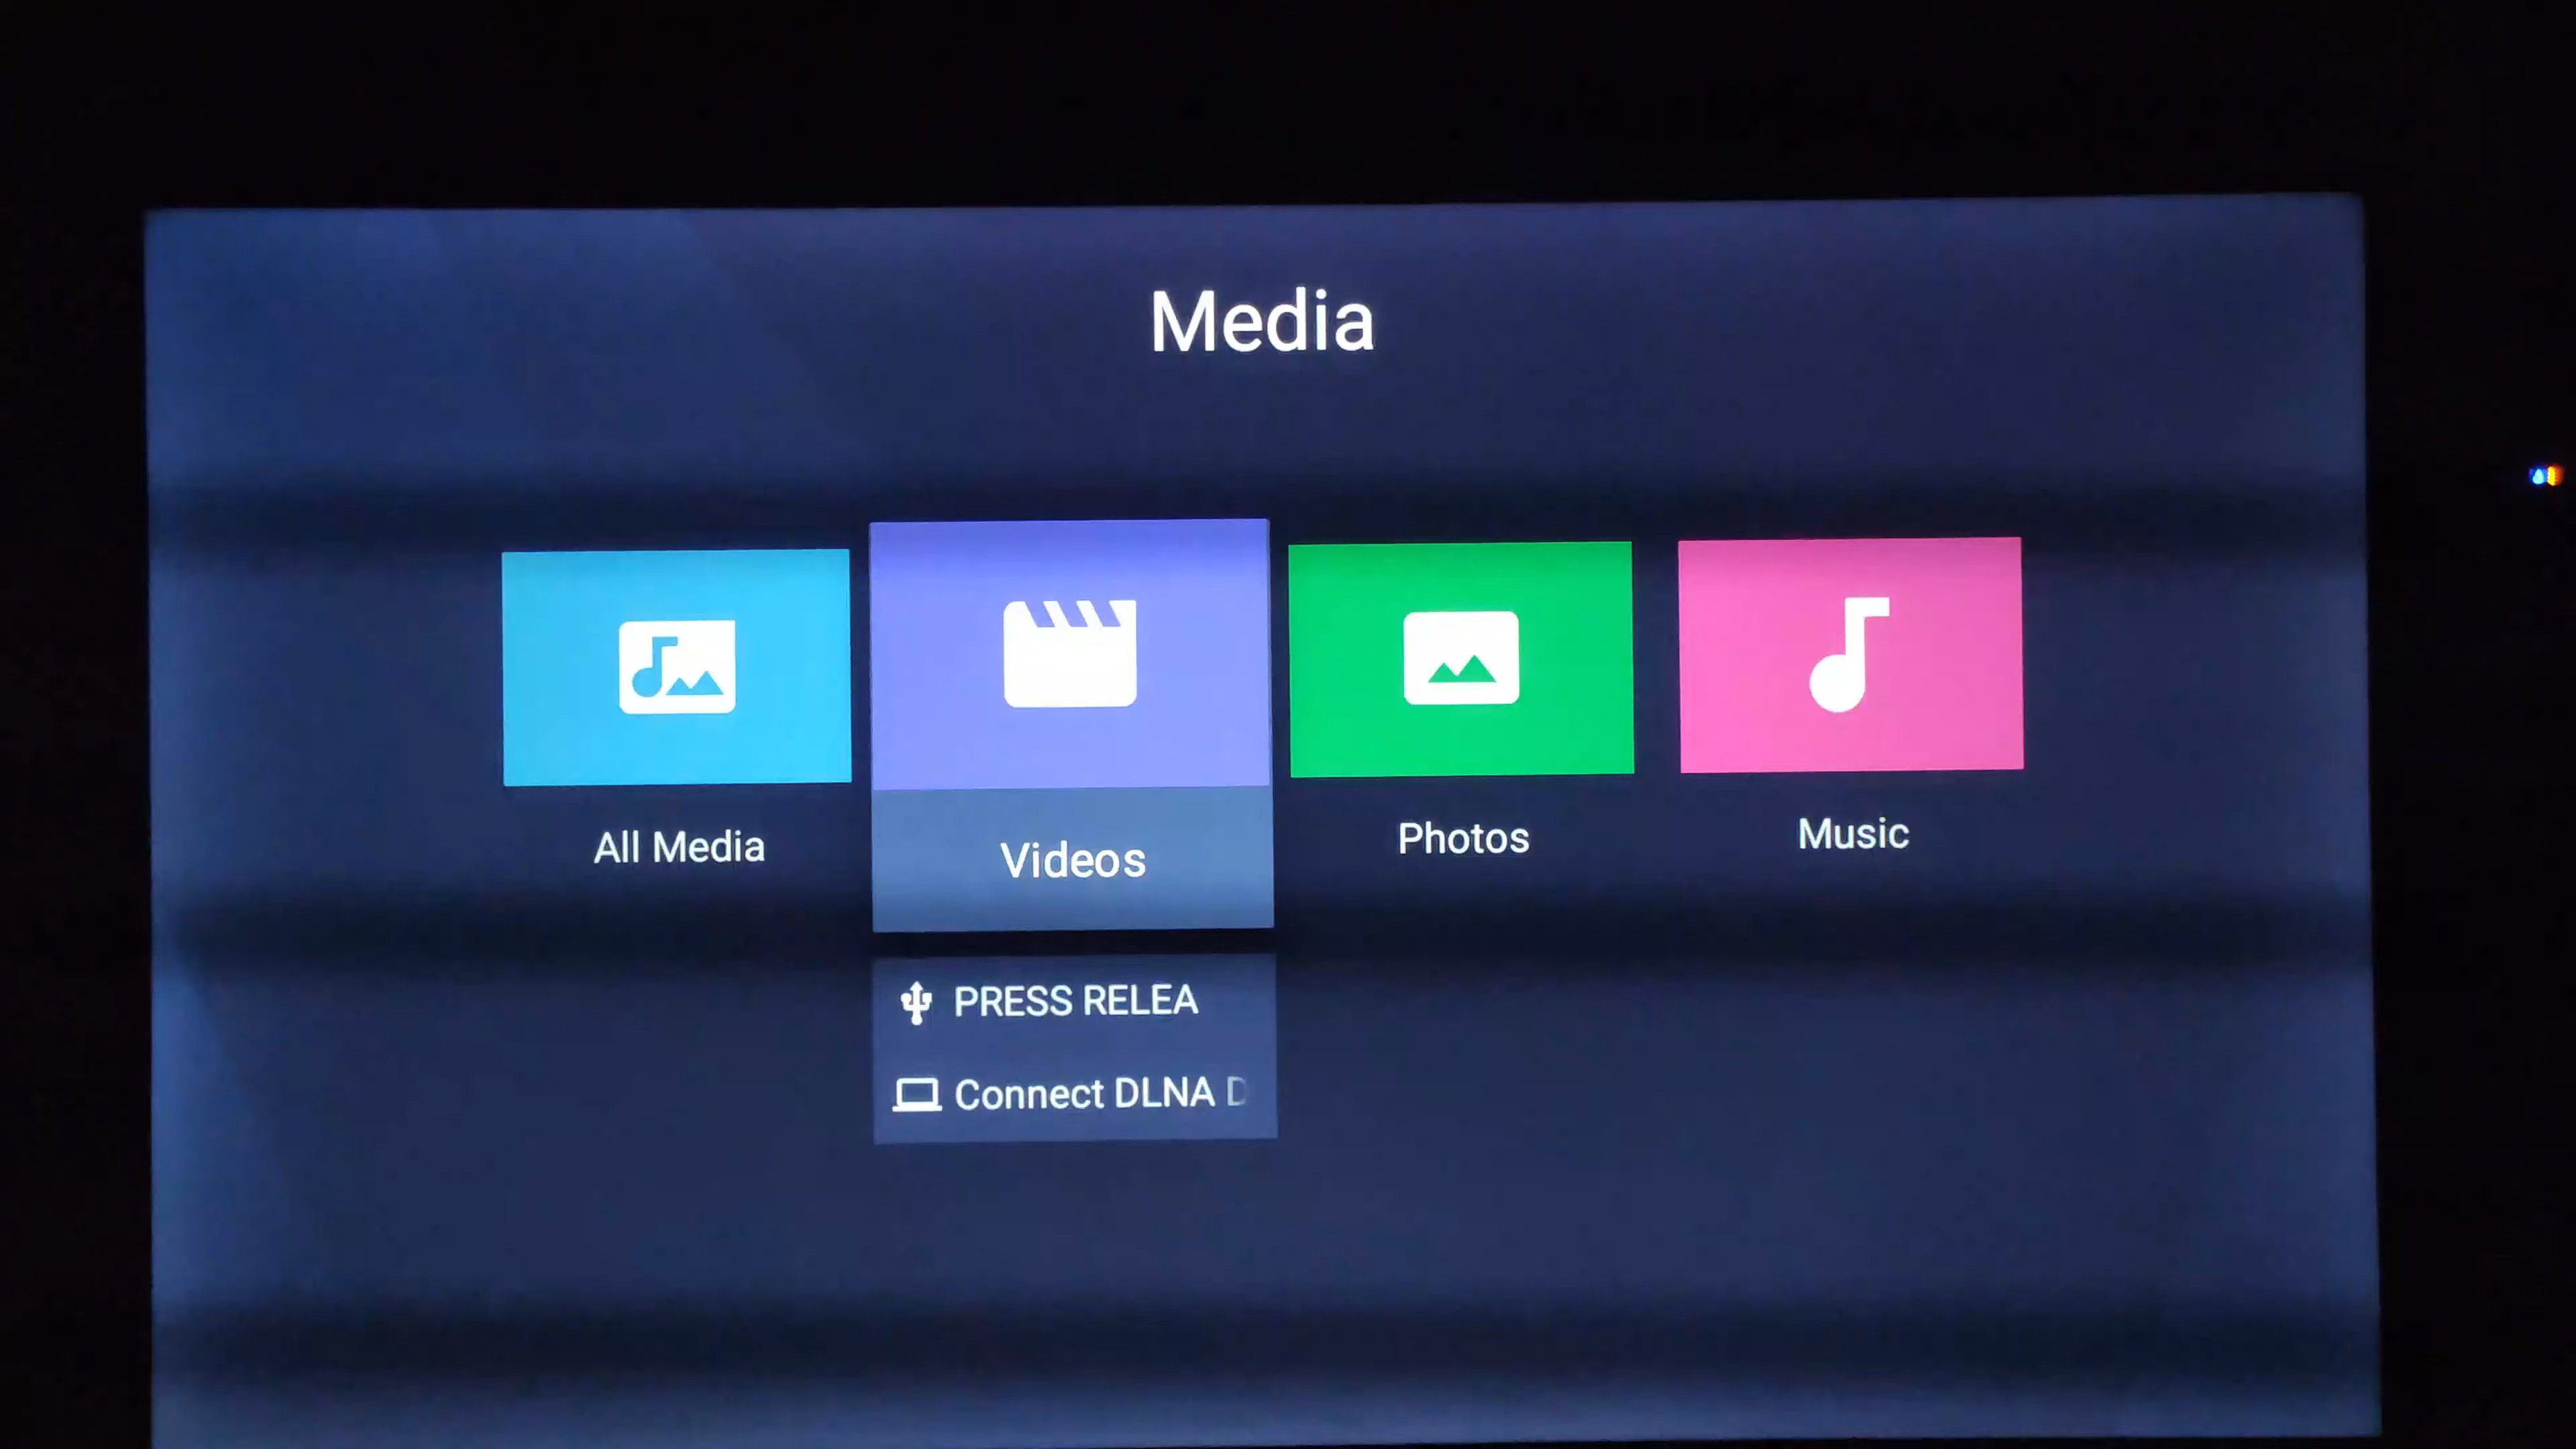 Media
All Media
Videos
Photos
Music
PRESS RELEA
Connect DLNA D